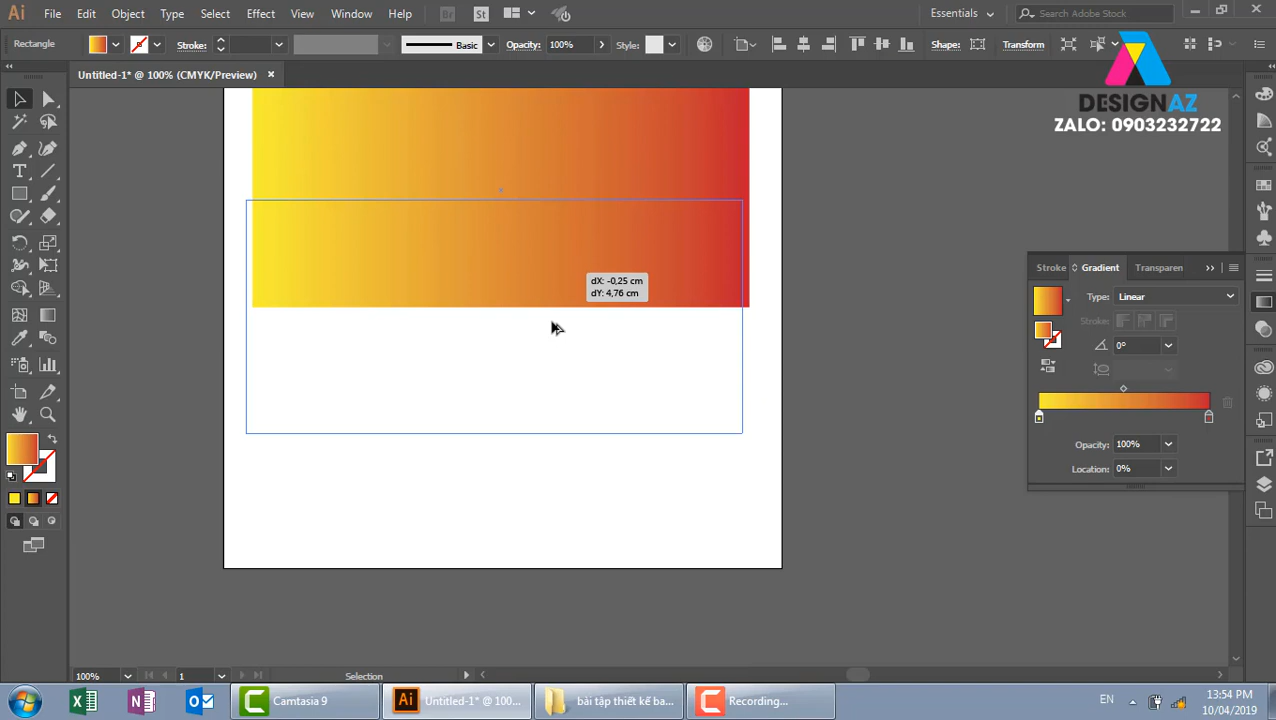 Ai File Edit Object Type Select Effect View Window Help Br St Essentials Search Adobe Stock
Rectangle Stroke: Basic Opacity: 100% Style: Shape: Transform
Untitled-1* @ 100% (CMYK/Preview)
DESIGNAZ
ZALO: 0903232722
dX: -0,25 cm
dY: 4,76 cm
Stroke Gradient Transparen
Type: Linear
Stroke:
0°
Opacity: 100%
Location: 0%
100% 1 Selection
Camtasia 9 Untitled-1* @ 100... bài tập thiết kế ba... Recording... EN
13:54 PM
10/04/2019